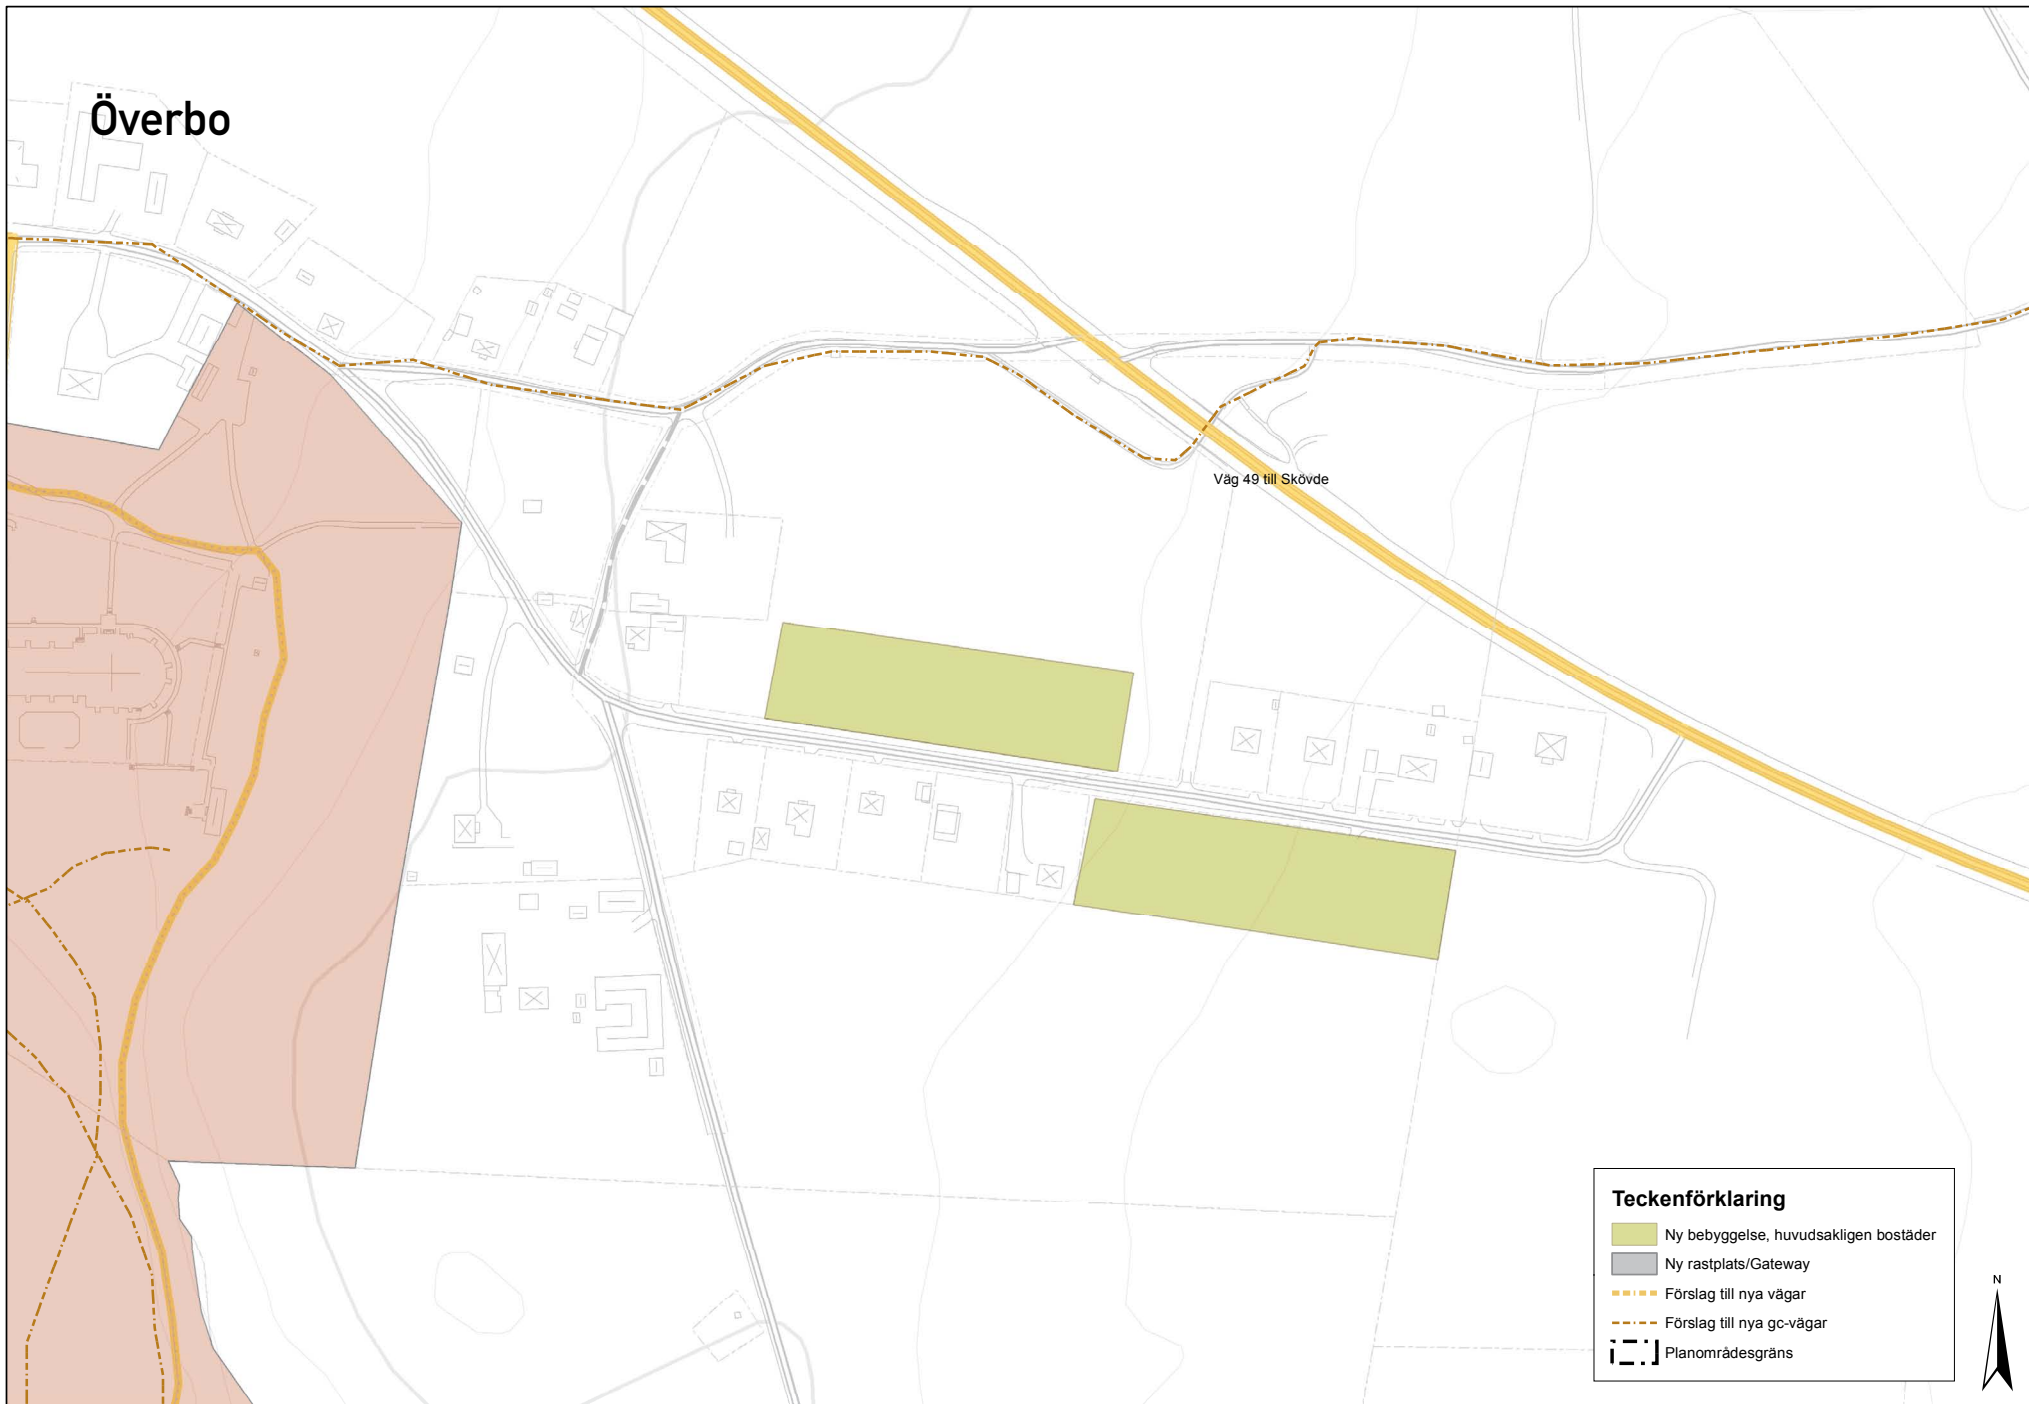 Överbo
Väg 49 till Skövde
Teckenförklaring
Ny bebyggelse, huvudsakligen bostäder
Ny rastplats/Gateway
Förslag till nya vägar
Förslag till nya gc-vägar
Planområdesgräns
N